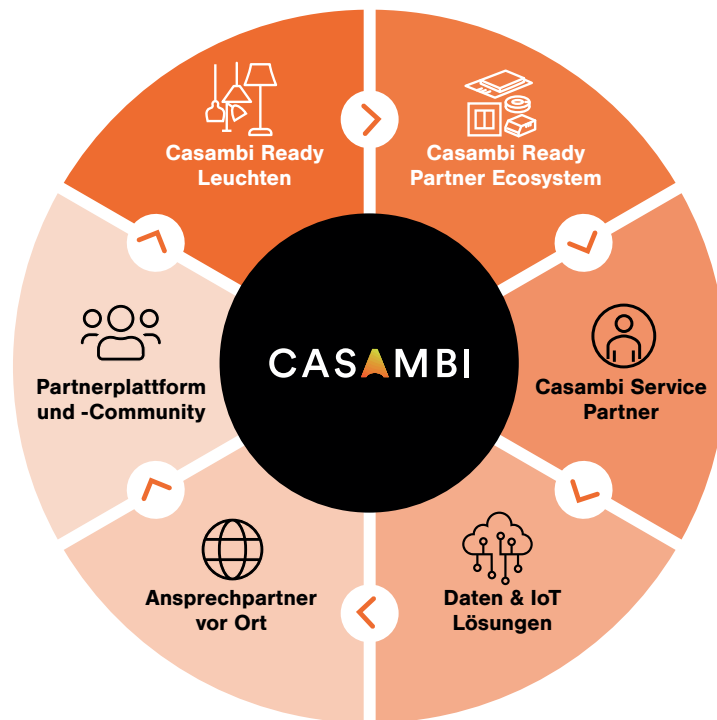 Casambi Ready
Leuchten
Casambi Ready
Partner Ecosystem
Partnerplattform
und -Community
CASAMBI
Casambi Service
Partner
Ansprechpartner
vor Ort
Daten & IoT
Lösungen